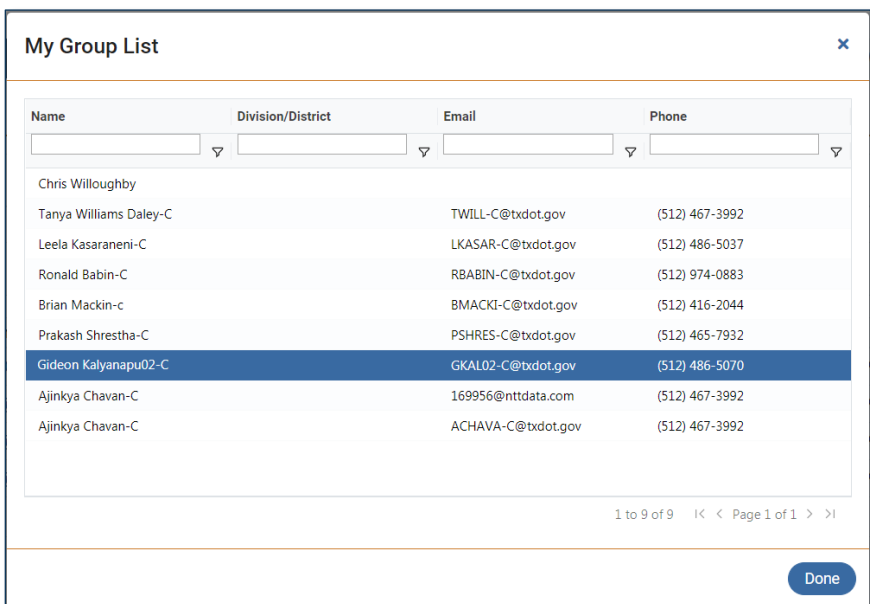 My Group List
Name Division/District Email Phone
Chris Willoughby
Tanya Williams Daley-C TWILL-C@txdot.gov (512) 467-3992
Leela Kasaraneni-C LKASAR-C@txdot.gov (512) 486-5037
Ronald Babin-C RBABIN-C@txdot.gov (512) 974-0883
Brian Mackin-c BMACKI-C@txdot.gov (512) 416-2044
Prakash Shrestha-C PSHRES-C@txdot.gov (512) 465-7932
Gideon Kalyanapu02-C GKAL02-C@txdot.gov (512) 486-5070
Ajinkya Chavan-C 169956@nttdata.com (512) 467-3992
Ajinkya Chavan-C ACHAVA-C@txdot.gov (512) 467-3992
1 to 9 of 9 Page 1 of 1
Done